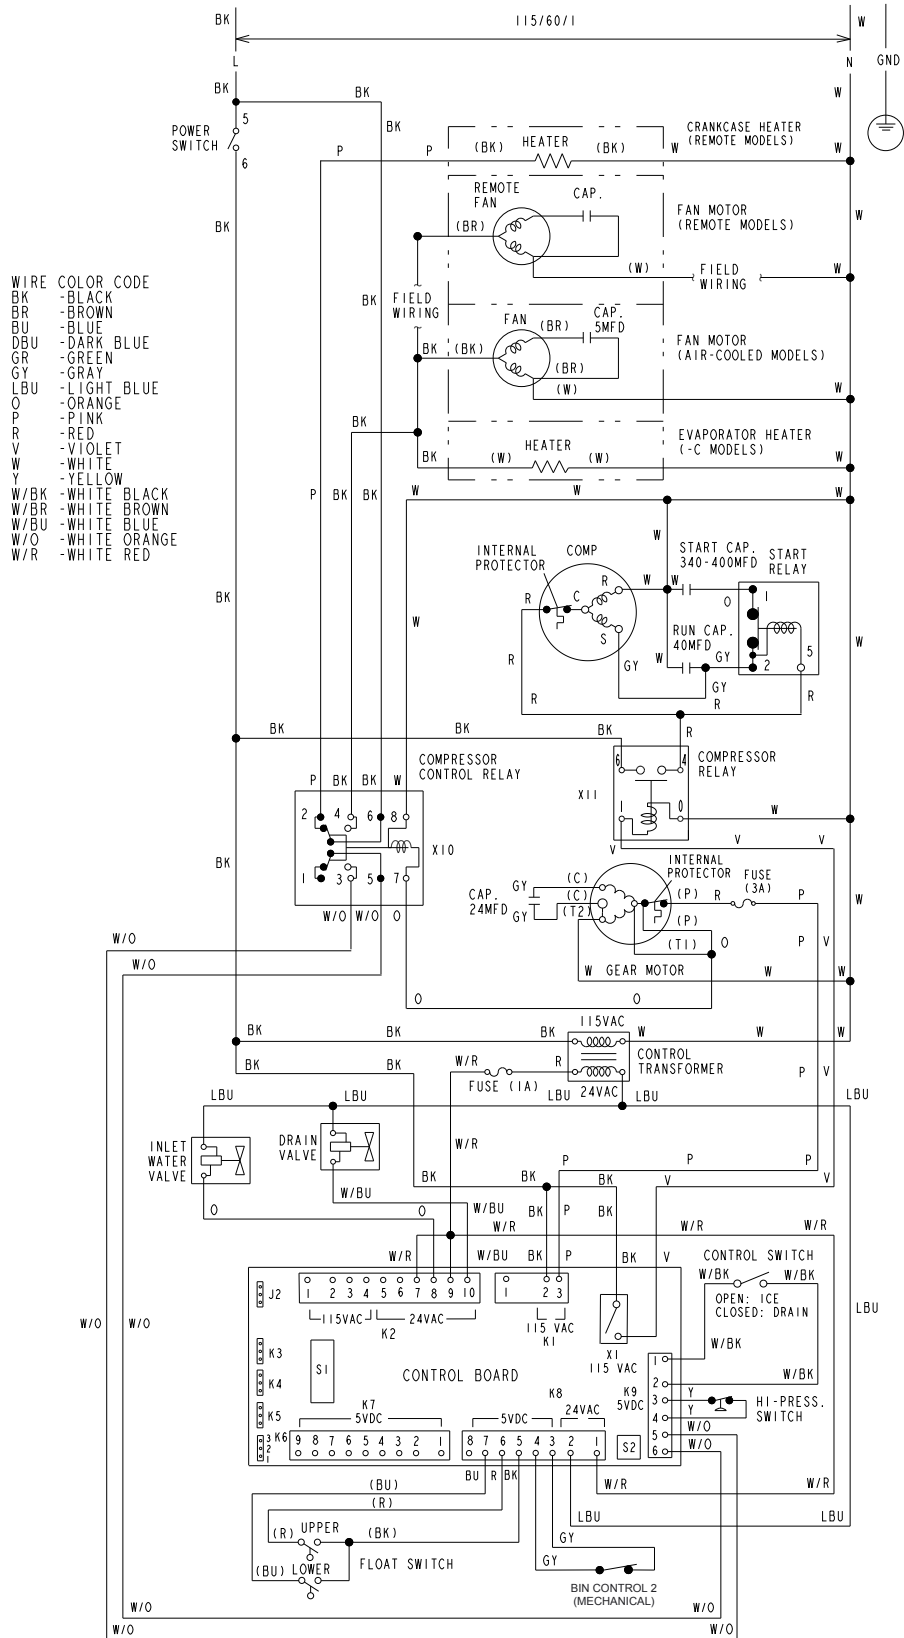 BK
115/60/1
W
L
N
GND
BK
BK
W
5
BK
POWER
SWITCH
6
P
P
(BK)
HEATER
(BK)
W
CRANKCASE HEATER
(REMOTE MODELS)
REMOTE
FAN
CAP.
FAN MOTOR
(REMOTE MODELS)
W
BK
(BR)
(W)
FIELD
WIRING
W
WIRE COLOR CODE
BK -BLACK
BR -BROWN
BU -BLUE
DBU -DARK BLUE
GR -GREEN
GY -GRAY
LBU -LIGHT BLUE
O -ORANGE
P -PINK
R -RED
V -VIOLET
W -WHITE
Y -YELLOW
W/BK -WHITE BLACK
W/BR -WHITE BROWN
W/BU -WHITE BLUE
W/O -WHITE ORANGE
W/R -WHITE RED
BK
FIELD
WIRING
FAN
(BR)
CAP.
5MFD
FAN MOTOR
(AIR-COOLED MODELS)
BK
(BK)
(BR)
(W)
W
BK
HEATER
EVAPORATOR HEATER
(-C MODELS)
BK
(W)
(W)
W
P
BK
BK
W
W
W
INTERNAL
PROTECTOR
COMP
W
START CAP.
340-400MFD
START
RELAY
R
W
W
BK
R
C
O
1
W
S
RUN CAP.
40MFD
W
R
GY
W
GY
2
5
R
GY
R
R
BK
BK
BK
R
COMPRESSOR
CONTROL RELAY
6
4
COMPRESSOR
RELAY
P
BK
BK
W
X11
2
4
6
8
1
0
W
V
V
V
X10
BK
1
3
5
7
INTERNAL
PROTECTOR
FUSE
(3A)
CAP.
24MFD
GY
(C)
(C)
GY
(T2)
(P)
R
P
W
W/O
W/O
O
(P)
W/O
(T1)
O
P
V
W/O
W
GEAR MOTOR
W
W
O
O
115VAC
BK
BK
BK
W
W
W
CONTROL
TRANSFORMER
BK
BK
W/R
R
FUSE (1A)
24VAC
P
V
LBU
LBU
LBU
LBU
LBU
INLET
WATER
VALVE
DRAIN
VALVE
W/R
P
P
P
BK
BK
V
V
W/BU
O
O
W/BU
BK
P
BK
W/R
W/R
W/R
W/R
W/BU
BK
P
BK
V
CONTROL SWITCH
W/BK
W/BK
OPEN: ICE
CLOSED: DRAIN
J2
1 2 3 4 5 6 7 8 9 10
1 2 3
115VAC
24VAC
K2
115 VAC
K1
LBU
W/O
W/O
K3
S1
X1
115 VAC
W/BK
K4
CONTROL BOARD
1
W/BK
K9
5VDC
2
K5
K7
5VDC
K8
5VDC
24VAC
3
Y
HI-PRESS.
SWITCH
4
Y
3
2
1
K6
9 8 7 6 5 4 3 2 1
8 7 6 5 4 3 2 1
S2
5
W/O
6
W/O
BU
R
BK
(BU)
W/R
W/R
(R)
LBU
LBU
(R)
UPPER
(BK)
GY
(BU)
LOWER
FLOAT SWITCH
GY
BIN CONTROL 2
(MECHANICAL)
W/O
W/O
W/O
W/O